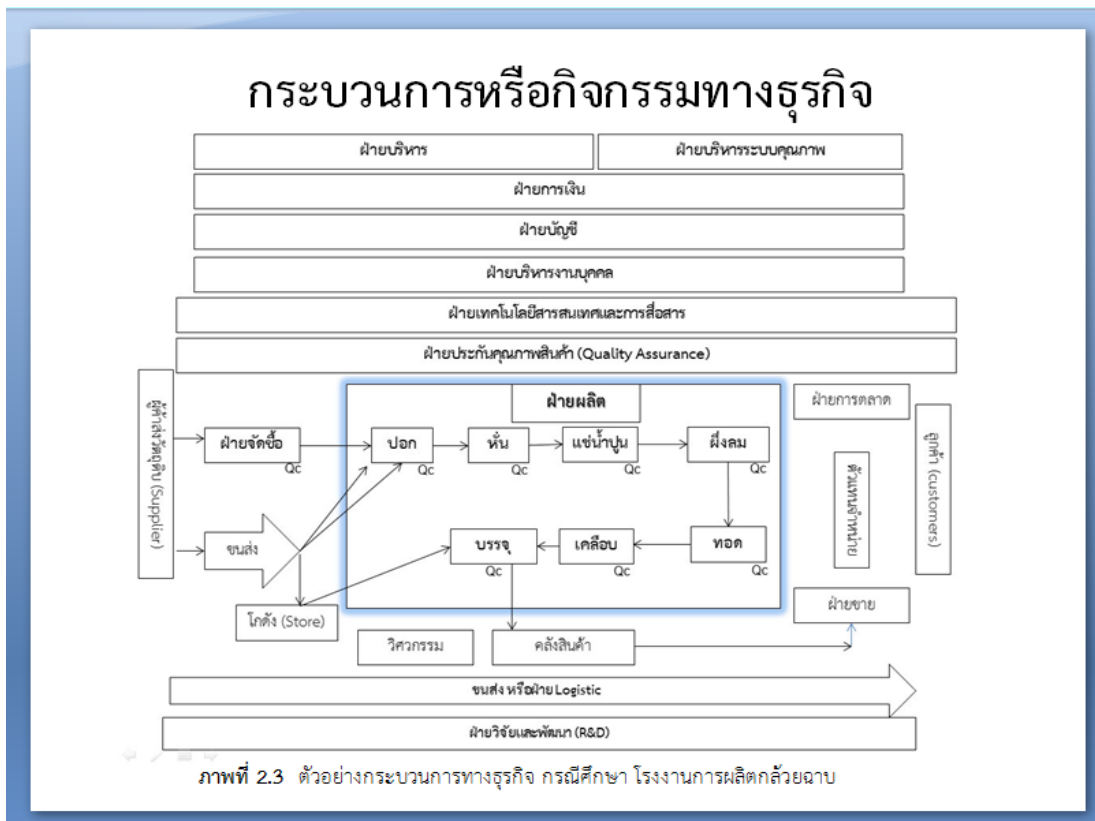 กระบวนการหรือกิจกรรมทางธุรกิจ
ฝ่ายบริหาร
ฝ่ายบริหารระบบคุณภาพ
ฝ่ายการเงิน
ฝ่ายบัญชี
ฝ่ายบริหารงานบุคคล
ฝ่ายเทคโนโลยีสารสนเทศและการสื่อสาร
ฝ่ายประกันคุณภาพสินค้า (Quality Assurance)
ผู้ค้าส่งวัตถุดิบ (Supplier)
ฝ่ายจัดซื้อ
Qc
ขนส่ง
โกดัง (Store)
ฝ่ายผลิต
ปอก
Qc
หั่น
Qc
แช่น้ำปูน
Qc
ผึ่งลม
Qc
ทอด
Qc
เคลือบ
Qc
บรรจุ
Qc
ฝ่ายการตลาด
ตัวแทนจำหน่าย
ฝ่ายขาย
ลูกค้า (customers)
วิศวกรรม
คลังสินค้า
ขนส่ง หรือฝ่าย Logistic
ฝ่ายวิจัยและพัฒนา (R&D)
ภาพที่ 2.3 ตัวอย่างกระบวนการทางธุรกิจ กรณีศึกษา โรงงานการผลิตกล้วยฉาบ